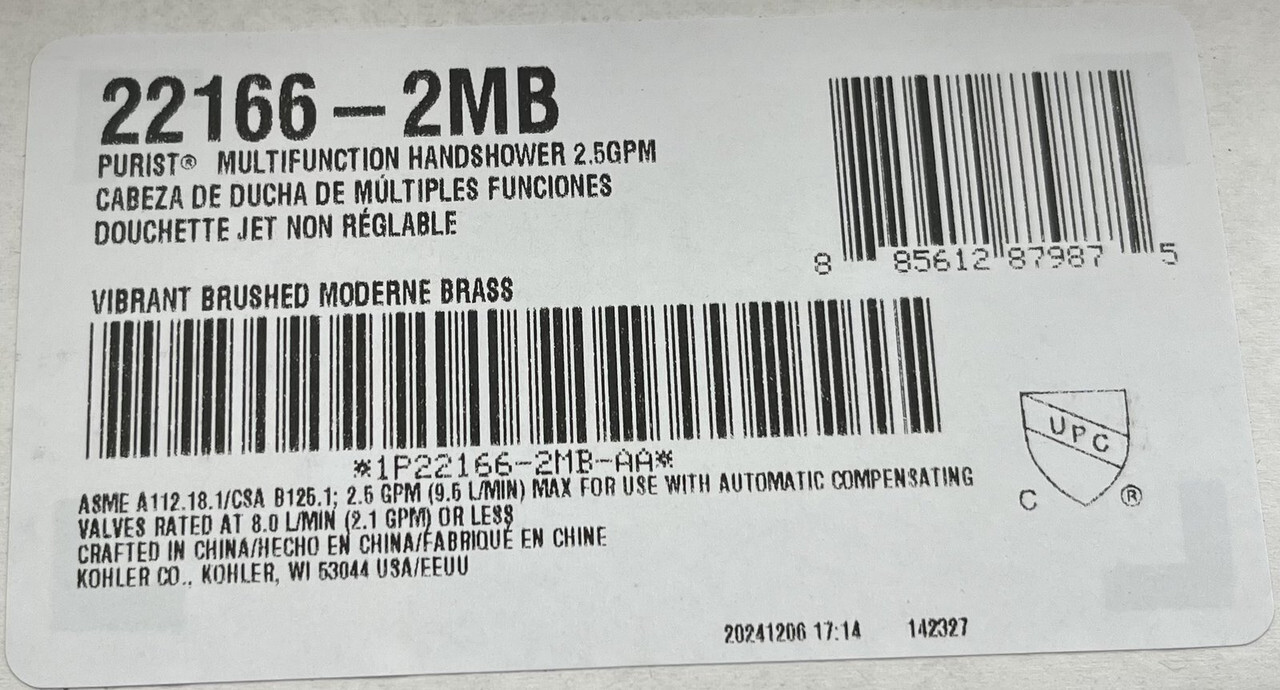 22166-2MB
PURIST® MULTIFUNCTION HANDSHOWER 2.5GPM
CABEZA DE DUCHA DE MÚLTIPLES FUNCIONES
DOUCHETTE JET NON RÉGLABLE
8 85612 87987 5
VIBRANT BRUSHED MODERNE BRASS
*1P22166-2MB-AA*
ASME A112.18.1/CSA B125.1; 2.5 GPM (9.5 L/MIN) MAX FOR USE WITH AUTOMATIC COMPENSATING
VALVES RATED AT 8.0 L/MIN (2.1 GPM) OR LESS
CRAFTED IN CHINA/HECHO EN CHINA/FABRIQUÉ EN CHINE
KOHLER CO., KOHLER, WI 53044 USA/EEUU
UPC
C ®
20241206 17:14 142327